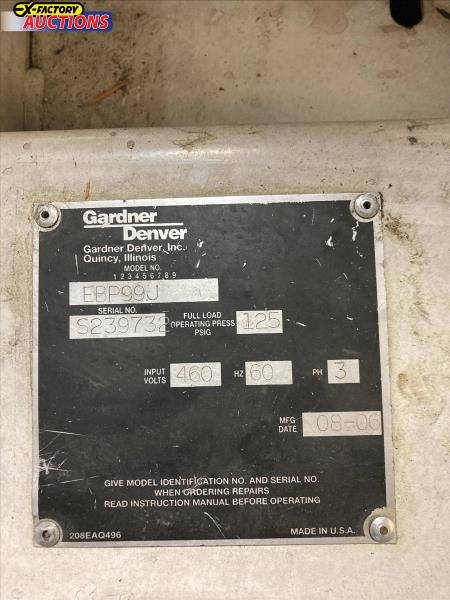 EX-FACTORY
AUCTIONS
Gardner
Denver
Gardner Denver, Inc.
Quincy, Illinois
MODEL NO.
1 2 3 4 5 6 7 8 9
EBP99J
SERIAL NO.
S239732
FULL LOAD
OPERATING PRESS
PSIG
125
INPUT
VOLTS
460
HZ
60
PH
3
MFG
DATE
08-06
GIVE MODEL IDENTIFICATION NO. AND SERIAL NO.
WHEN ORDERING REPAIRS
READ INSTRUCTION MANUAL BEFORE OPERATING
208EAQ496
MADE IN U.S.A.